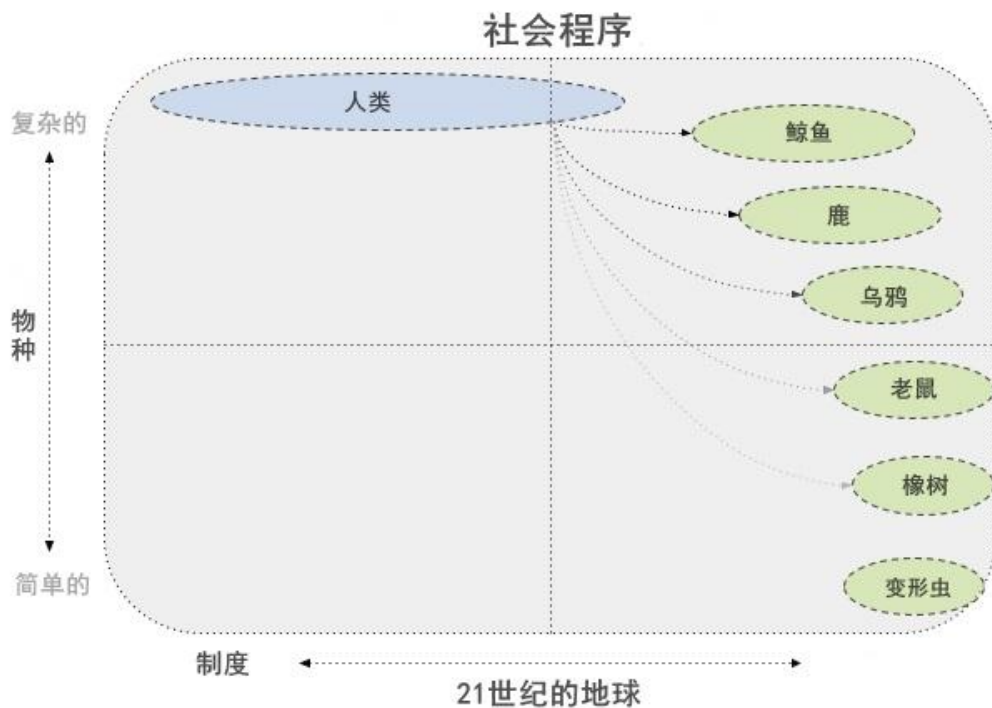 社会程序
人类
复杂的
鲸鱼
鹿
乌鸦
物
种
老鼠
橡树
简单的
变形虫
制度
21世纪的地球